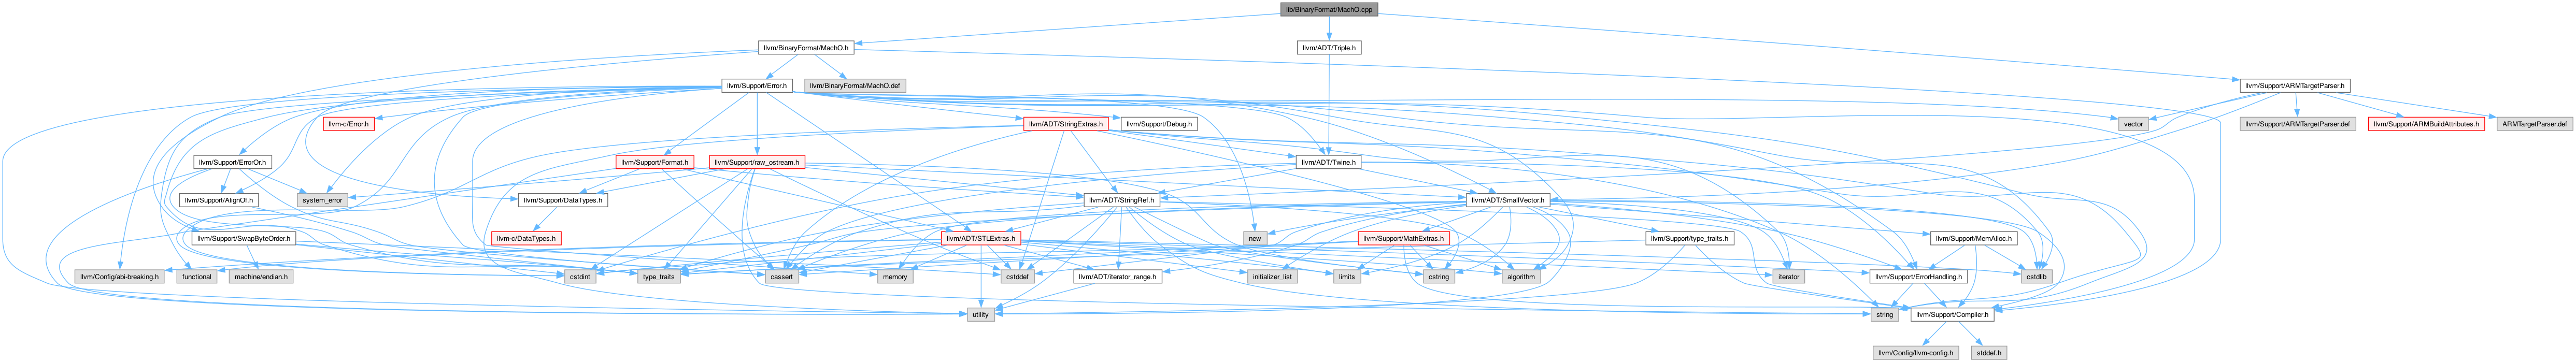 lib/BinaryFormat/MachO.cpp
llvm/BinaryFormat/MachO.h
llvm/ADT/Triple.h
llvm/Support/Error.h
llvm/BinaryFormat/MachO.def
llvm/Support/ARMTargetParser.h
llvm-c/Error.h
llvm/ADT/StringExtras.h
llvm/Support/Debug.h
vector
llvm/Support/ARMTargetParser.def
llvm/Support/ARMBuildAttributes.h
ARMTargetParser.def
llvm/Support/ErrorOr.h
llvm/Support/Format.h
llvm/Support/raw_ostream.h
llvm/ADT/Twine.h
llvm/Support/AlignOf.h
system_error
llvm/Support/DataTypes.h
llvm/ADT/StringRef.h
llvm/ADT/SmallVector.h
llvm/Support/SwapByteOrder.h
llvm-c/DataTypes.h
llvm/ADT/STLExtras.h
new
llvm/Support/MathExtras.h
llvm/Support/type_traits.h
llvm/Support/MemAlloc.h
llvm/Config/abi-breaking.h
functional
machine/endian.h
cstdint
type_traits
cassert
memory
cstddef
llvm/ADT/iterator_range.h
initializer_list
limits
cstring
algorithm
iterator
llvm/Support/ErrorHandling.h
cstdlib
utility
string
llvm/Support/Compiler.h
llvm/Config/llvm-config.h
stddef.h